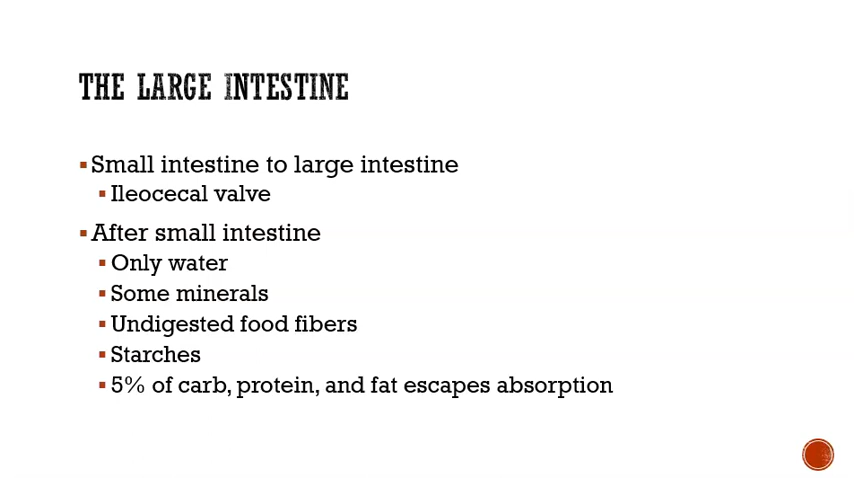 THE LARGE INTESTINE
▪ Small intestine to large intestine
▪ Ileocecal valve
▪ After small intestine
▪ Only water
▪ Some minerals
▪ Undigested food fibers
▪ Starches
▪ 5% of carb, protein, and fat escapes absorption